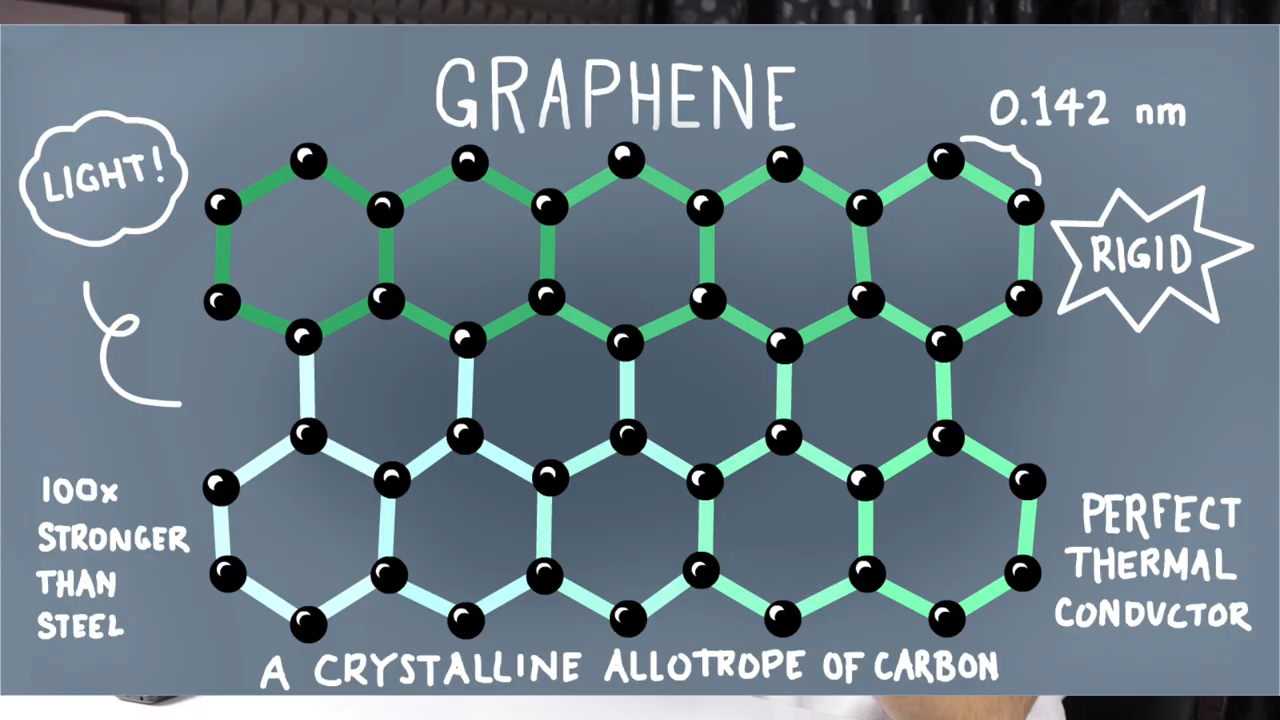 GRAPHENE
0.142 nm
LIGHT!
RIGID
100x
STRONGER
THAN
STEEL
PERFECT
THERMAL
CONDUCTOR
A CRYSTALLINE ALLOTROPE OF CARBON